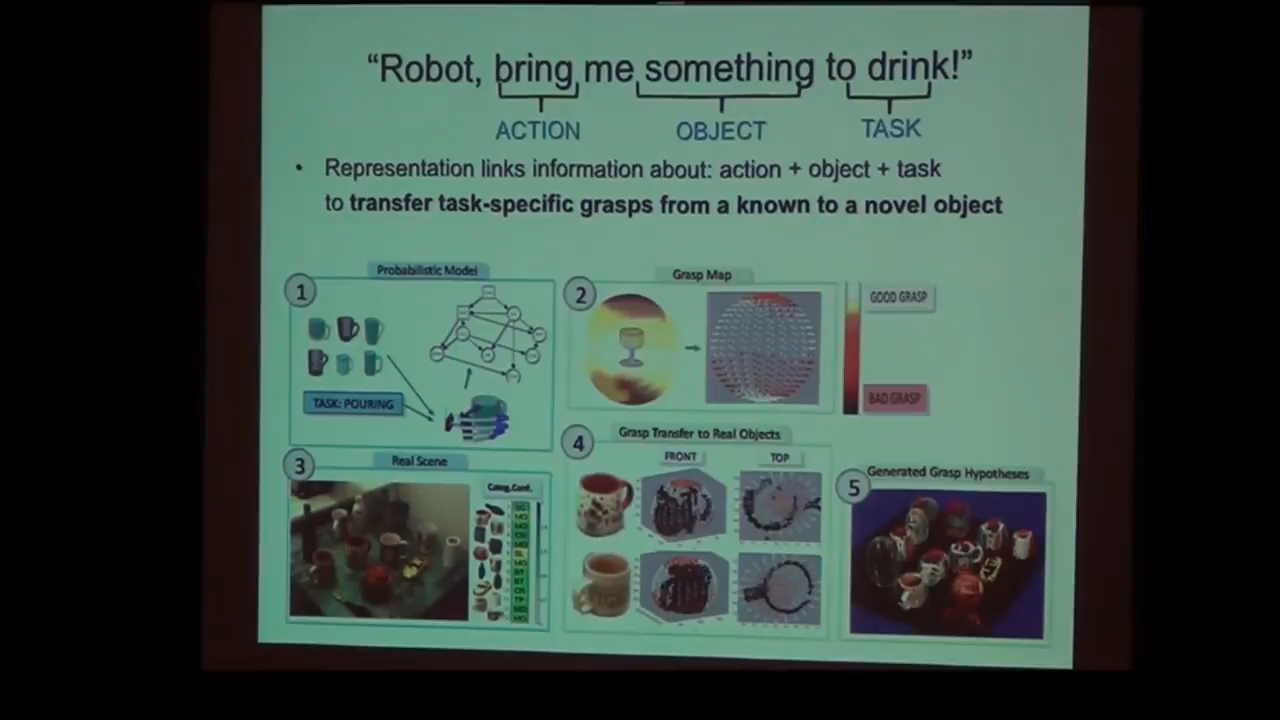 “Robot, bring me something to drink!”
ACTION OBJECT TASK
• Representation links information about: action + object + task
to transfer task-specific grasps from a known to a novel object
Probabilistic Model
1
TASK: POURING
Grasp Map
2
GOOD GRASP
BAD GRASP
Real Scene
3
Categ.Conf.
Grasp Transfer to Real Objects
4
FRONT TOP
Generated Grasp Hypotheses
5